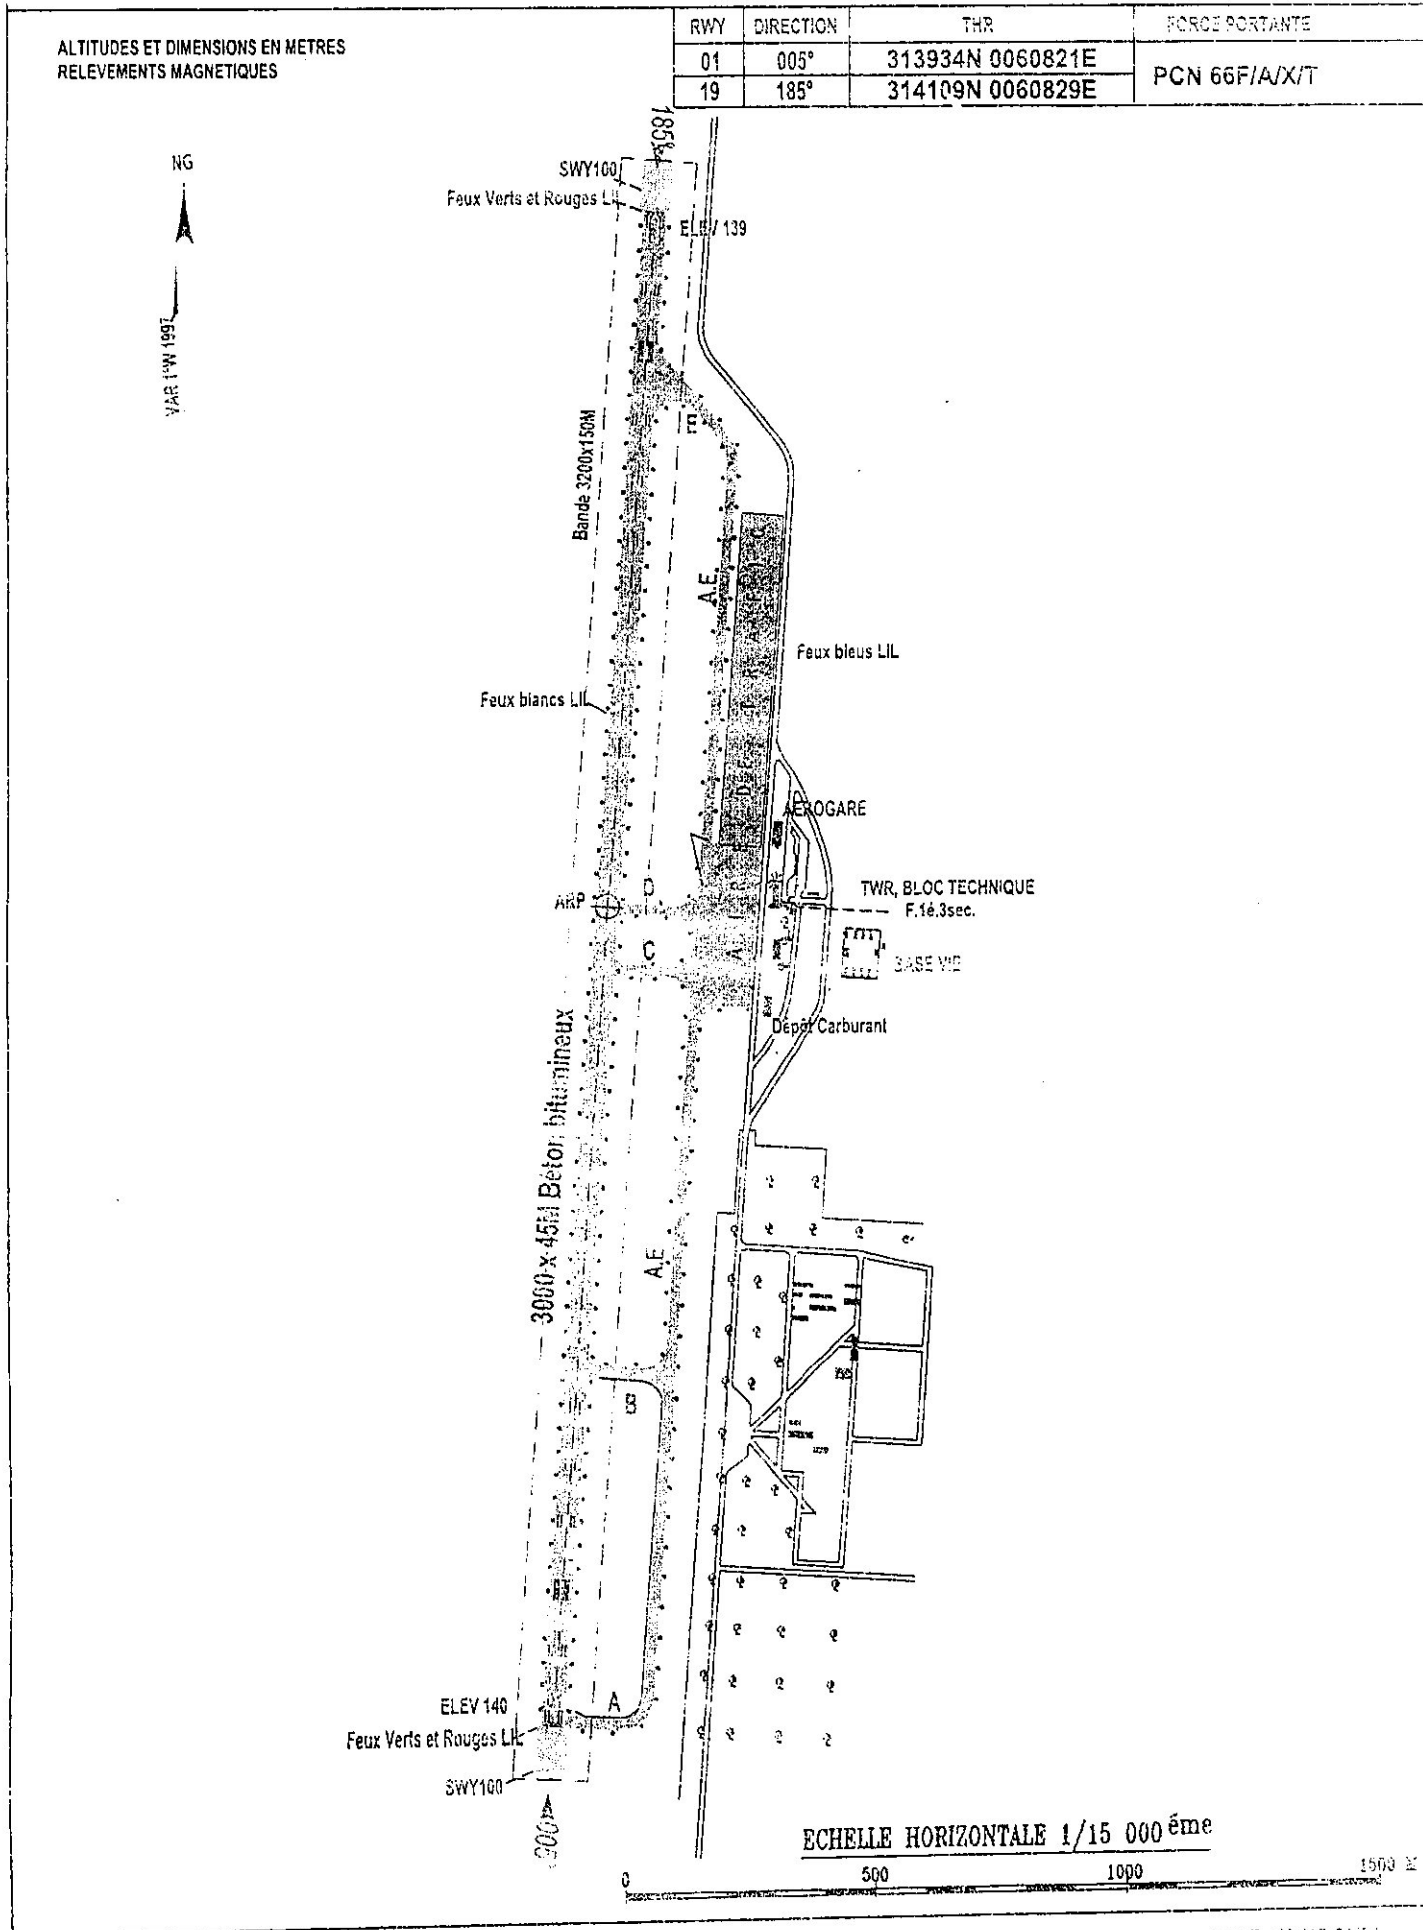 ALTITUDES ET DIMENSIONS EN METRES
RELEVEMENTS MAGNETIQUES
RWY DIRECTION THR FORCE PORTANTE
01 005° 313934N 0060821E PCN 66F/A/X/T
19 185° 314109N 0060829E
NG
VAR 1°W 1997
185°
SWY100
Feux Verts et Rouges LIL
ELEV 139
Bande 3200x150M
E
A.E
AIRE DE TRAFIC
Feux bleus LIL
Feux blancs LIL
AEROGARE
ARP
D
C
TWR, BLOC TECHNIQUE
F.1é.3sec.
BASE VIE
Dépôt Carburant
3000 x 45M Béton bitumineux
A.E
B
A
ELEV 140
Feux Verts et Rouges LIL
SWY100
005°
ECHELLE HORIZONTALE 1/15 000 éme
0 500 1000 1500 M